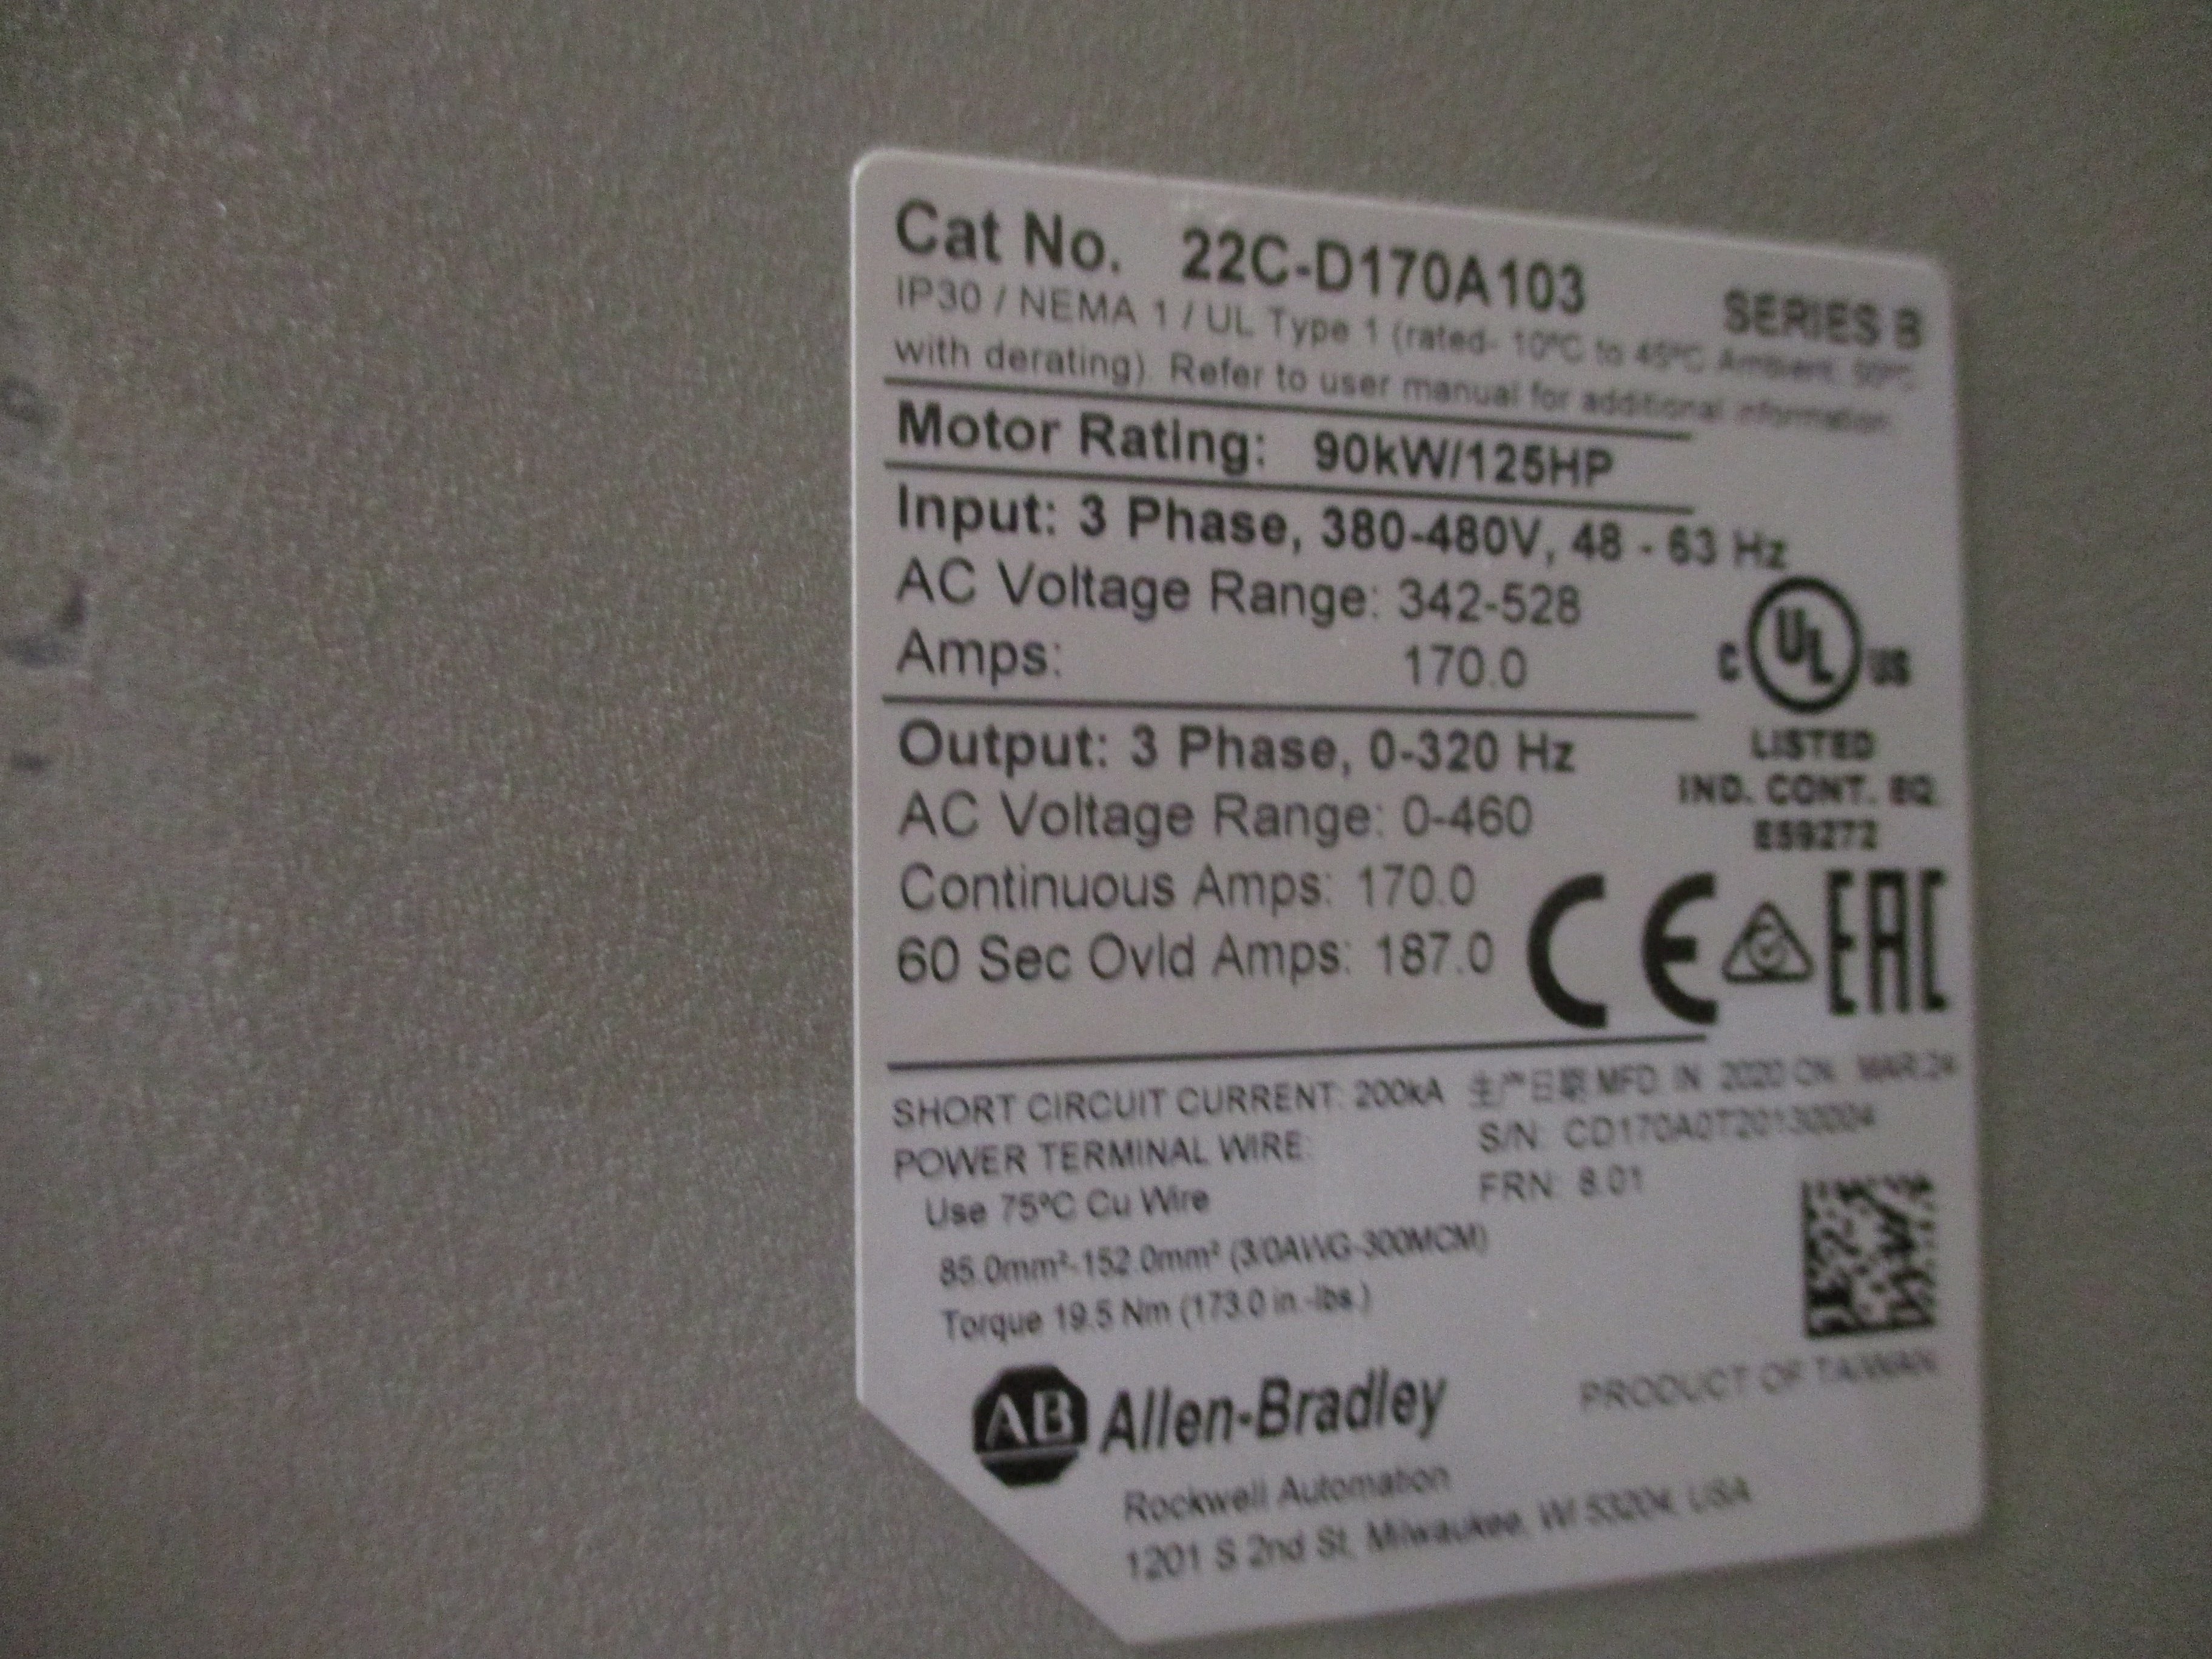 Cat No. 22C-D170A103 SERIES B
IP30 / NEMA 1 / UL Type 1 (rated- 10°C to 45°C Ambient, 50°C
with derating). Refer to user manual for additional information.
Motor Rating: 90kW/125HP
Input: 3 Phase, 380-480V, 48 - 63 Hz
AC Voltage Range: 342-528
Amps: 170.0
C UL US
LISTED
IND. CONT. EQ.
E59272
Output: 3 Phase, 0-320 Hz
AC Voltage Range: 0-460
Continuous Amps: 170.0
60 Sec Ovld Amps: 187.0
CE EAC
SHORT CIRCUIT CURRENT: 200kA
POWER TERMINAL WIRE:
Use 75°C Cu Wire
85.0mm²-152.0mm² (3/0AWG-300MCM)
Torque 19.5 Nm (173.0 in.-lbs.)
生产日期:MFD. IN 2020 ON: MAR.24
S/N: CD170A0T20130004
FRN: 8.01
AB Allen-Bradley
PRODUCT OF TAIWAN
Rockwell Automation
1201 S 2nd St, Milwaukee, WI 53204, USA